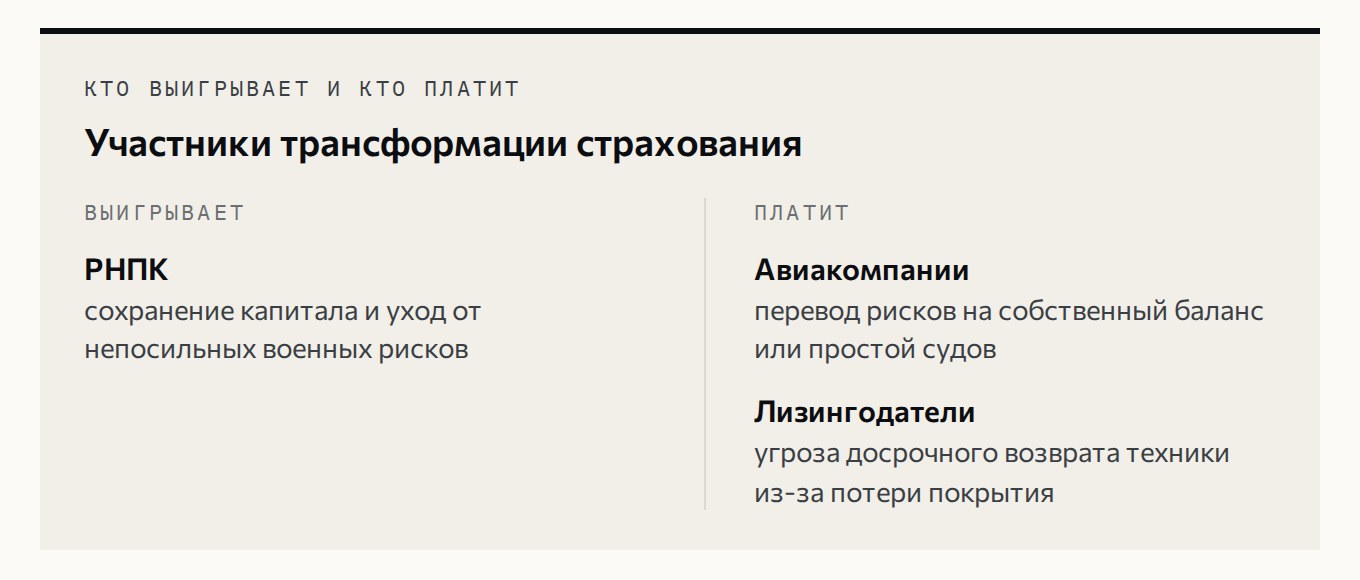 КТО ВЫИГРЫВАЕТ И КТО ПЛАТИТ
Участники трансформации страхования
ВЫИГРЫВАЕТ
РНПК
сохранение капитала и уход от
непосильных военных рисков
ПЛАТИТ
Авиакомпании
перевод рисков на собственный баланс
или простой судов
Лизингодатели
угроза досрочного возврата техники
из-за потери покрытия